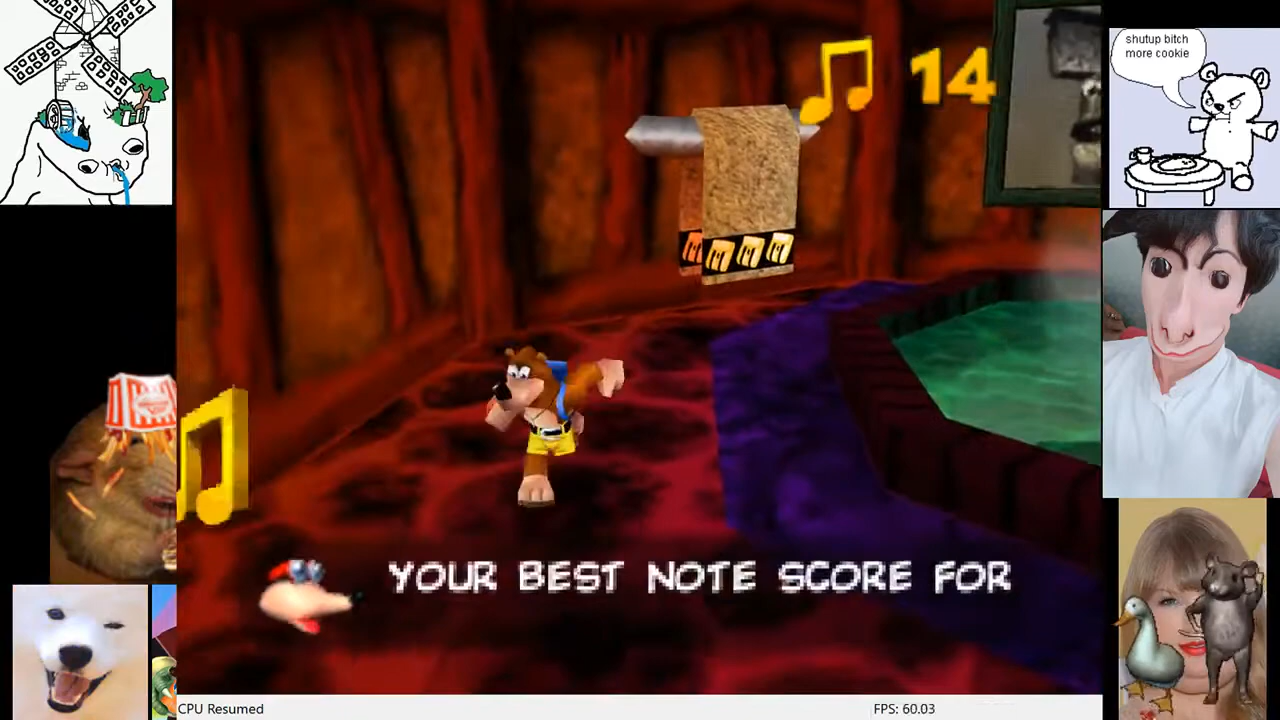 shutup bitch
more cookie
14
M M M M
YOUR BEST NOTE SCORE FOR
CPU Resumed
FPS: 60.03